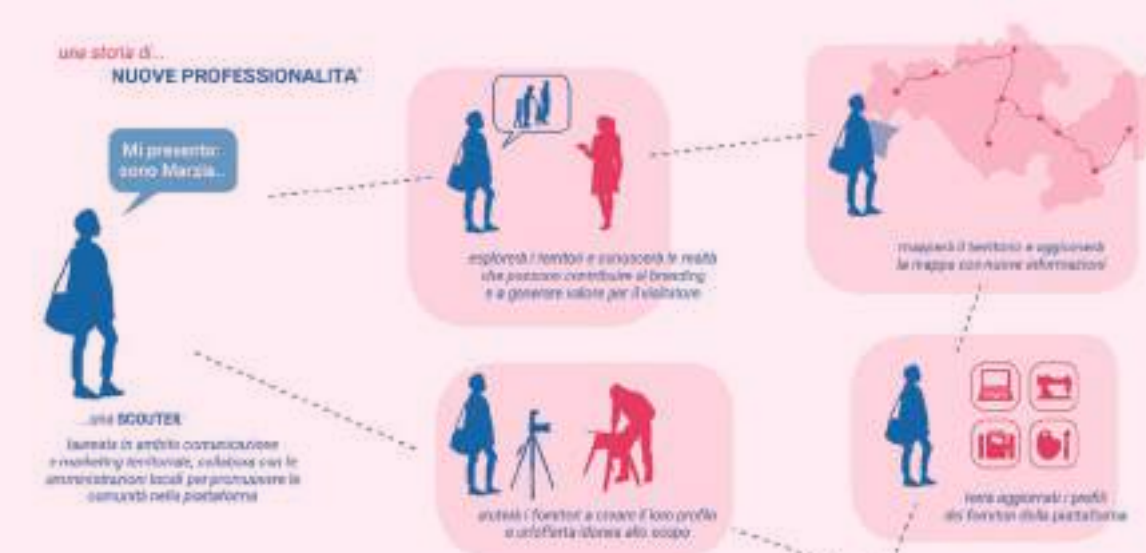 una storia di...
NUOVE PROFESSIONALITA'
Mi presento:
sono Marzia...
...una SCOUTER
laureata in ambito comunicazione
e marketing territoriale, collabora con le
amministrazioni locali per promuovere la
comunità nella piattaforma
esplorerà i territori e conoscerà le realtà
che possono contribuire al branding
e a generare valore per il visitatore
mapperà il territorio e aggiornerà
la mappa con nuove informazioni
aiuterà i fornitori a creare il loro profilo
e un'offerta idonea allo scopo
terrà aggiornati i profili
dei fornitori della piattaforma